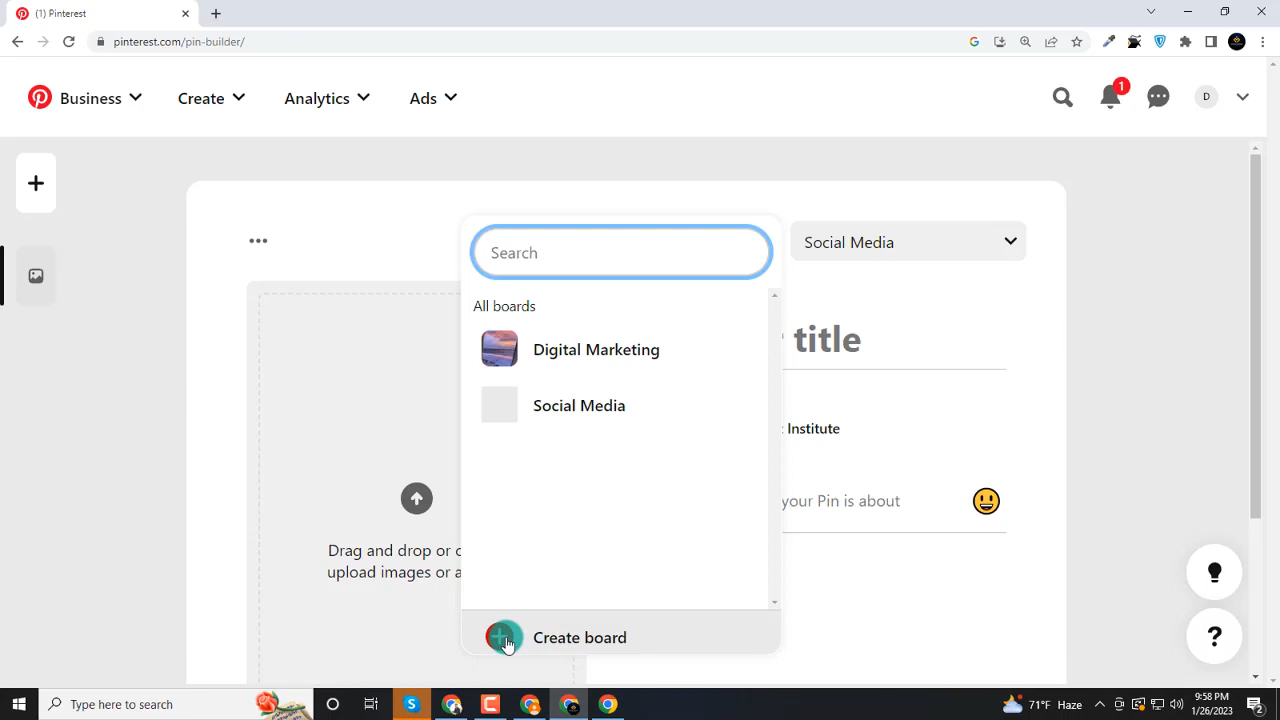 (1) Pinterest
pinterest.com/pin-builder/
Business
Create
Analytics
Ads
1
D
Search
Social Media
All boards
Digital Marketing
Social Media
title
Institute
your Pin is about
Drag and drop or
upload images or a
Create board
?
Type here to search
71°F Haze
9:58 PM
1/26/2023
2